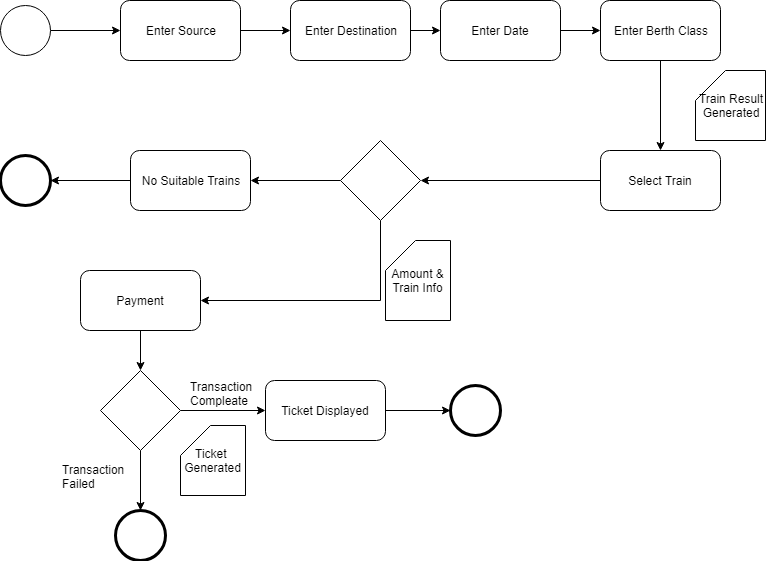 Enter Source
Enter Destination
Enter Date
Enter Berth Class
Train Result
Generated
No Suitable Trains
Select Train
Amount &
Train Info
Payment
Transaction
Compleate
Ticket Displayed
Ticket
Generated
Transaction
Failed